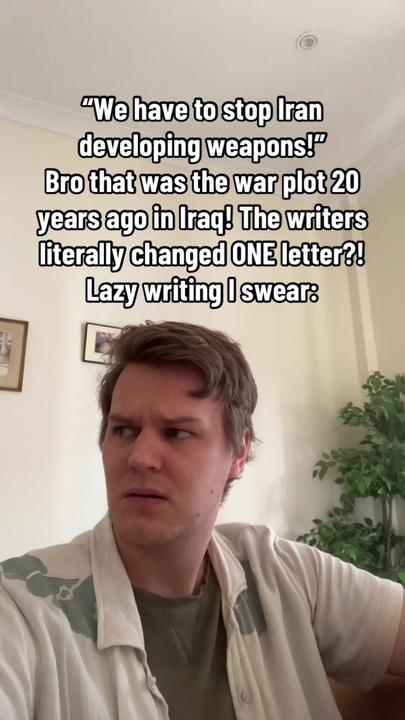 “We have to stop Iran
developing weapons!”
Bro that was the war plot 20
years ago in Iraq! The writers
literally changed ONE letter?!
Lazy writing I swear: